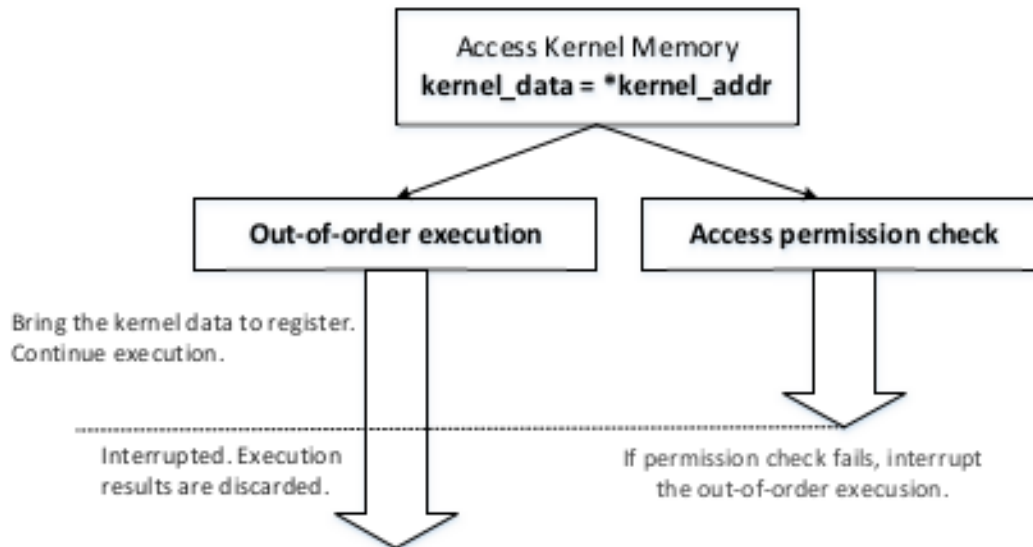 Access Kernel Memory
kernel_data = *kernel_addr
Out-of-order execution
Access permission check
Bring the kernel data to register.
Continue execution.
Interrupted. Execution
results are discarded.
If permission check fails, interrupt
the out-of-order execusion.